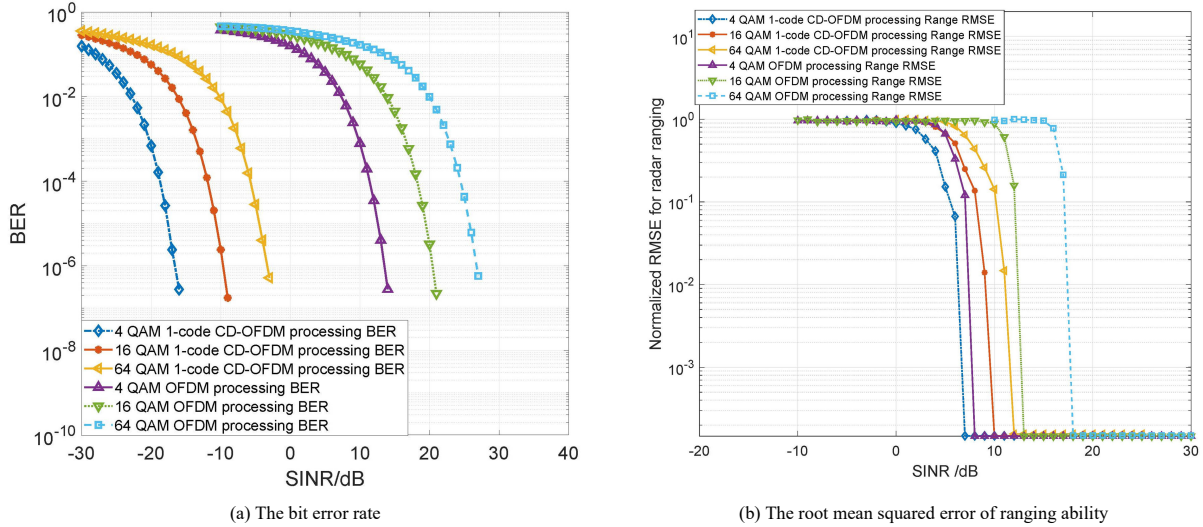 10^0
10^-2
10^-4
10^-6
10^-8
10^-10
BER
-30
-20
-10
0
10
20
30
40
SINR/dB
4 QAM 1-code CD-OFDM processing BER
16 QAM 1-code CD-OFDM processing BER
64 QAM 1-code CD-OFDM processing BER
4 QAM OFDM processing BER
16 QAM OFDM processing BER
64 QAM OFDM processing BER
(a) The bit error rate
4 QAM 1-code CD-OFDM processing Range RMSE
16 QAM 1-code CD-OFDM processing Range RMSE
64 QAM 1-code CD-OFDM processing Range RMSE
4 QAM OFDM processing Range RMSE
16 QAM OFDM processing Range RMSE
64 QAM OFDM processing Range RMSE
10^1
10^0
10^-1
10^-2
10^-3
Normalized RMSE for radar ranging
-20
-10
0
10
20
30
SINR /dB
(b) The root mean squared error of ranging ability